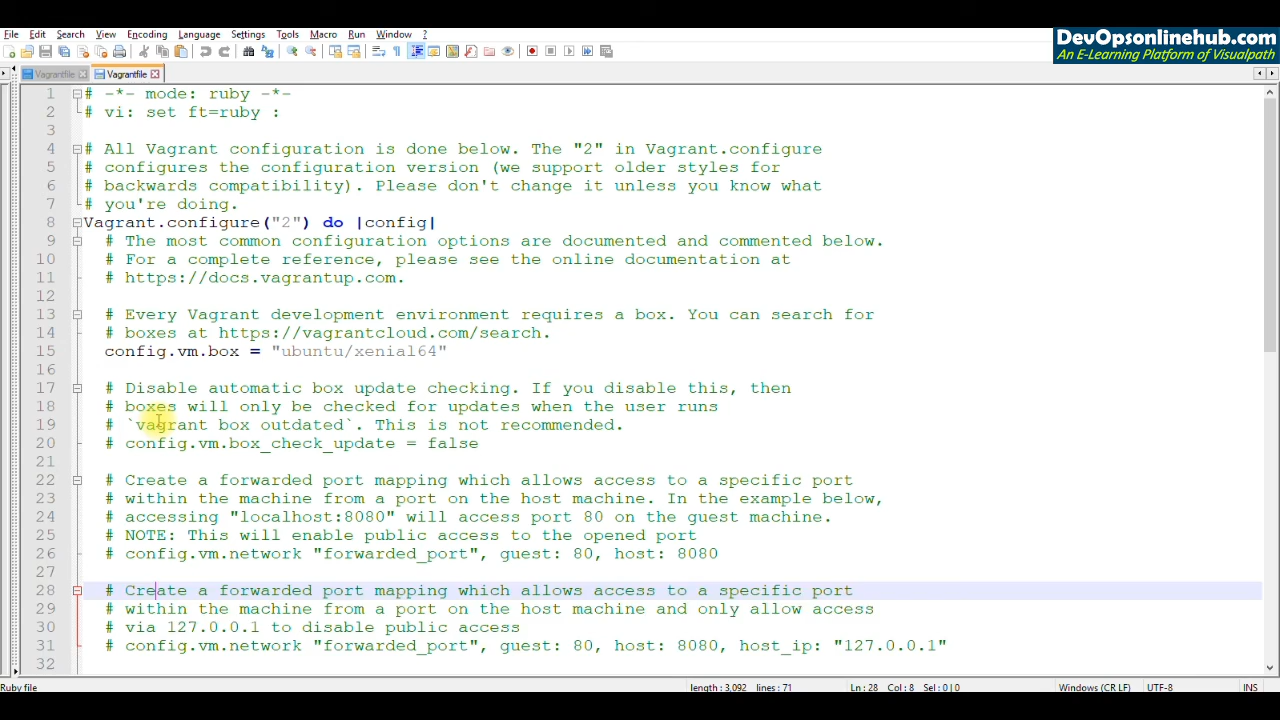 File Edit Search View Encoding Language Settings Tools Macro Run Window ?
DevOpsonlinehub.com
An E-Learning Platform of Visualpath
Vagrantfile Vagrantfile
1 # -*- mode: ruby -*-
2 # vi: set ft=ruby :
3
4 # All Vagrant configuration is done below. The "2" in Vagrant.configure
5 # configures the configuration version (we support older styles for
6 # backwards compatibility). Please don't change it unless you know what
7 # you're doing.
8 Vagrant.configure("2") do |config|
9 # The most common configuration options are documented and commented below.
10 # For a complete reference, please see the online documentation at
11 # https://docs.vagrantup.com.
12
13 # Every Vagrant development environment requires a box. You can search for
14 # boxes at https://vagrantcloud.com/search.
15 config.vm.box = "ubuntu/xenial64"
16
17 # Disable automatic box update checking. If you disable this, then
18 # boxes will only be checked for updates when the user runs
19 # `vagrant box outdated`. This is not recommended.
20 # config.vm.box_check_update = false
21
22 # Create a forwarded port mapping which allows access to a specific port
23 # within the machine from a port on the host machine. In the example below,
24 # accessing "localhost:8080" will access port 80 on the guest machine.
25 # NOTE: This will enable public access to the opened port
26 # config.vm.network "forwarded_port", guest: 80, host: 8080
27
28 # Create a forwarded port mapping which allows access to a specific port
29 # within the machine from a port on the host machine and only allow access
30 # via 127.0.0.1 to disable public access
31 # config.vm.network "forwarded_port", guest: 80, host: 8080, host_ip: "127.0.0.1"
32
Ruby file length : 3,092 lines : 71 Ln : 28 Col : 8 Sel : 0 | 0 Windows (CR LF) UTF-8 INS